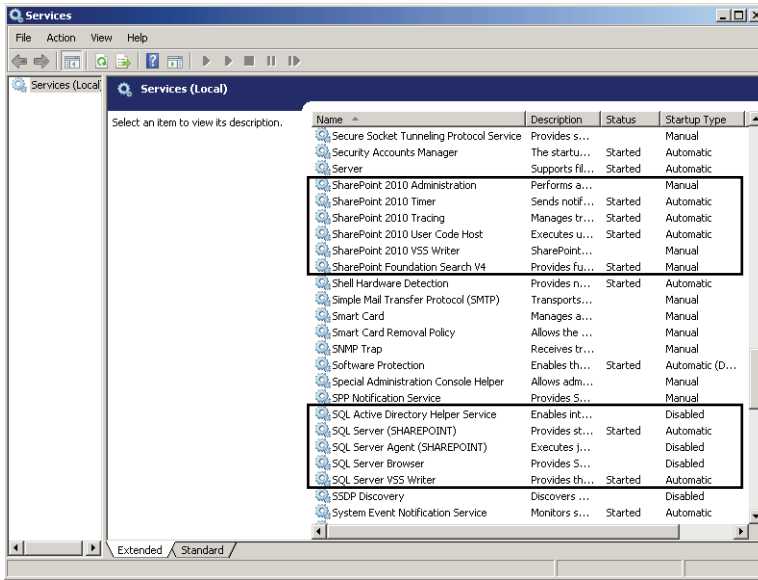 Services
File Action View Help
Services (Local
Services (Local)
Select an item to view its description.
Name Description Status Startup Type
Secure Socket Tunneling Protocol Service Provides s... Manual
Security Accounts Manager The startu... Started Automatic
Server Supports fil... Started Automatic
SharePoint 2010 Administration Performs a... Manual
SharePoint 2010 Timer Sends notif... Started Automatic
SharePoint 2010 Tracing Manages tr... Started Automatic
SharePoint 2010 User Code Host Executes u... Started Automatic
SharePoint 2010 VSS Writer SharePoint... Manual
SharePoint Foundation Search V4 Provides fu... Started Manual
Shell Hardware Detection Provides n... Started Automatic
Simple Mail Transfer Protocol (SMTP) Transports... Manual
Smart Card Manages a... Manual
Smart Card Removal Policy Allows the ... Manual
SNMP Trap Receives tr... Manual
Software Protection Enables th... Started Automatic (D...
Special Administration Console Helper Allows adm... Manual
SPP Notification Service Provides S... Manual
SQL Active Directory Helper Service Enables int... Disabled
SQL Server (SHAREPOINT) Provides st... Started Automatic
SQL Server Agent (SHAREPOINT) Executes j... Disabled
SQL Server Browser Provides S... Disabled
SQL Server VSS Writer Provides th... Started Automatic
SSDP Discovery Discovers ... Disabled
System Event Notification Service Monitors s... Started Automatic
Extended Standard